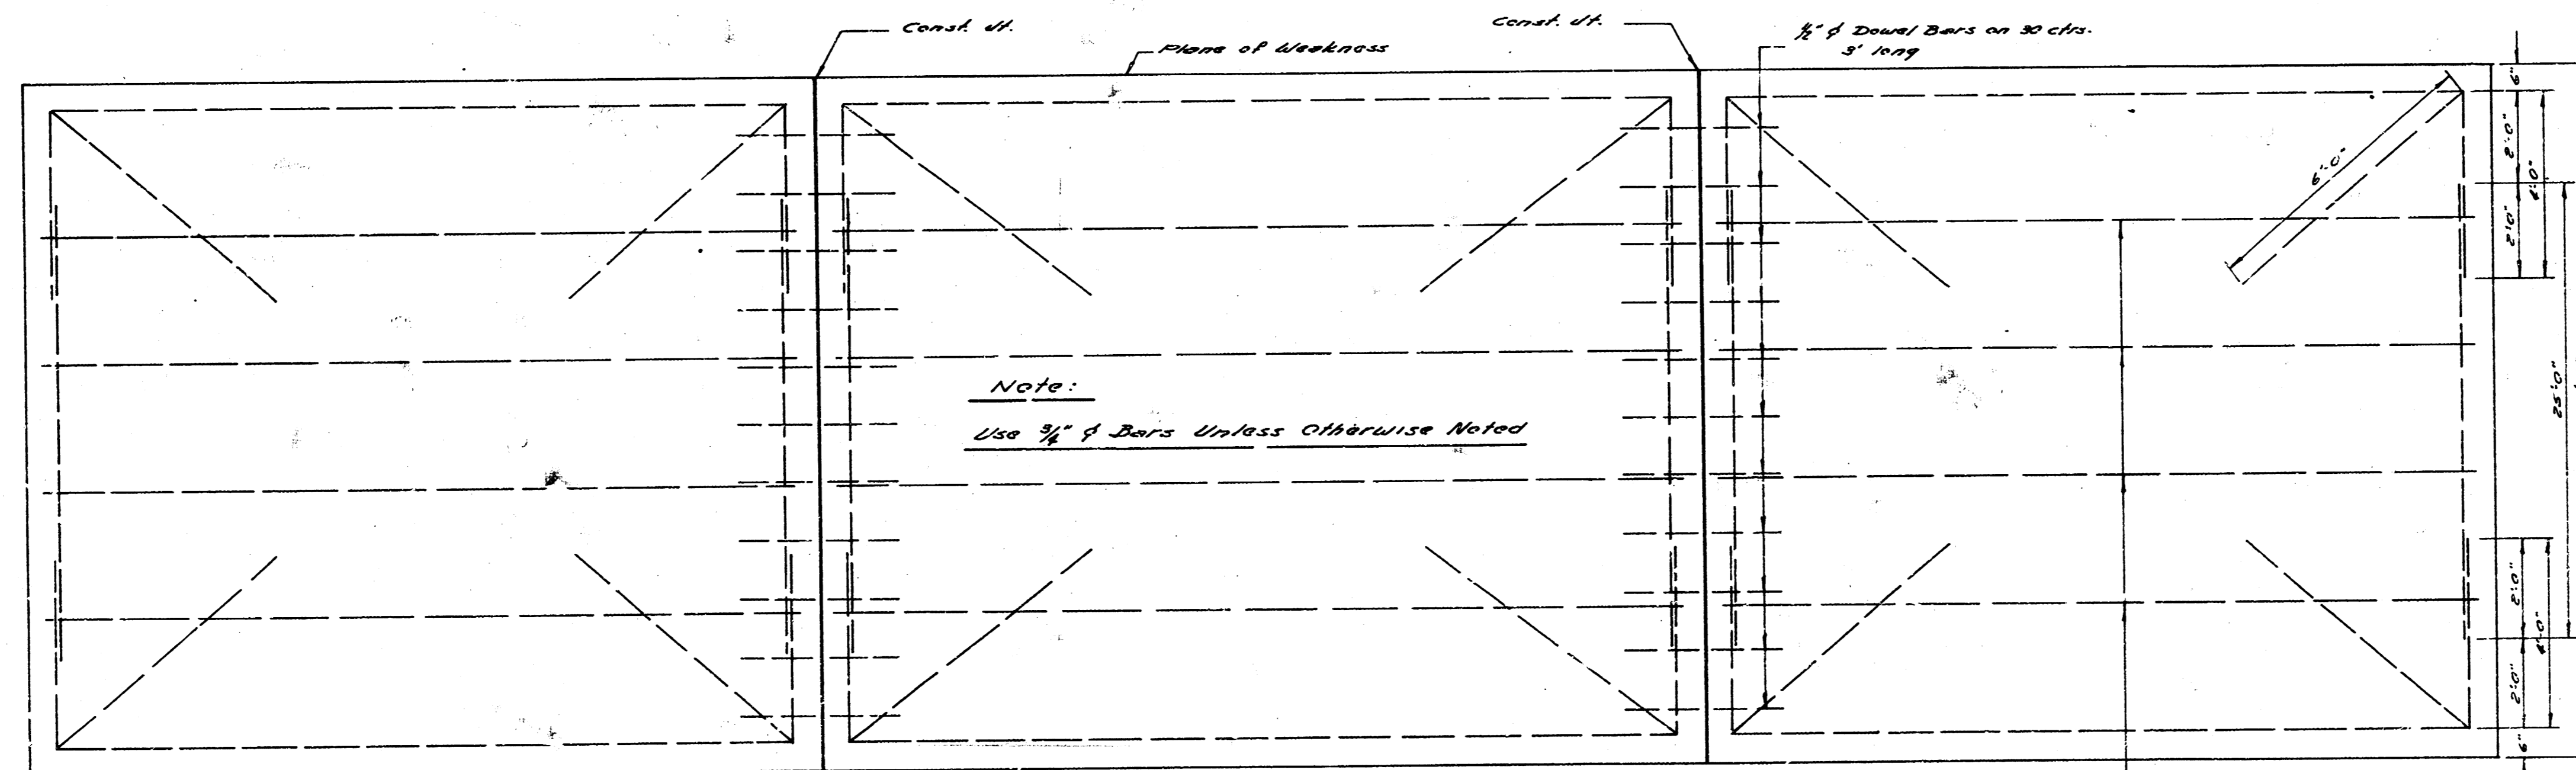 Const. Jt.
Plane of Weakness
Const. Jt.
1/2" φ Dowel Bars on 30 ctrs.
3' long
6"
2'-0"
4'-0"
2'-0"
6'-0"
25'-0"
Note:
Use 3/4" φ Bars Unless Otherwise Noted
2'-0"
4'-0"
2'-0"
6"